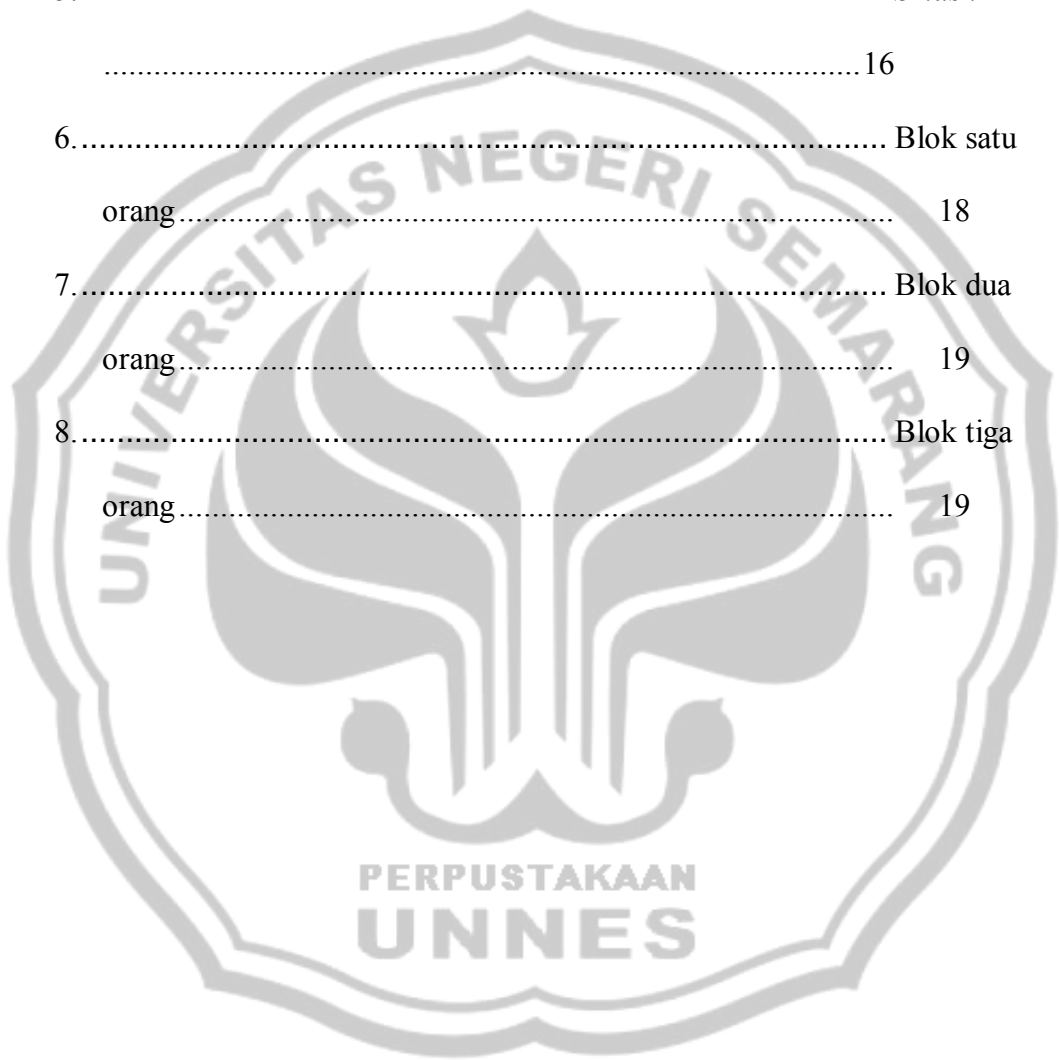 ................................................................................ 16
6. ................................................................................ Blok satu
orang ................................................................................ 18
7. ................................................................................ Blok dua
orang ................................................................................ 19
8. ................................................................................ Blok tiga
orang ................................................................................ 19
UNIVERSITAS NEGERI SEMARANG
PERPUSTAKAAN
UNNES